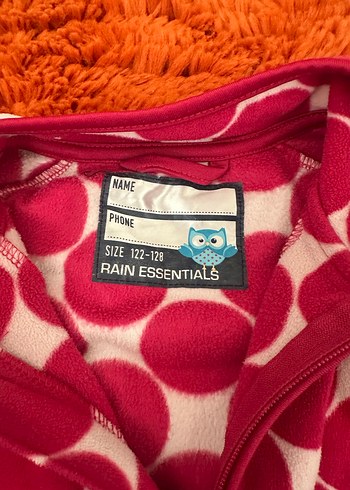 NAME
PHONE
SIZE 122-128
RAIN ESSENTIALS